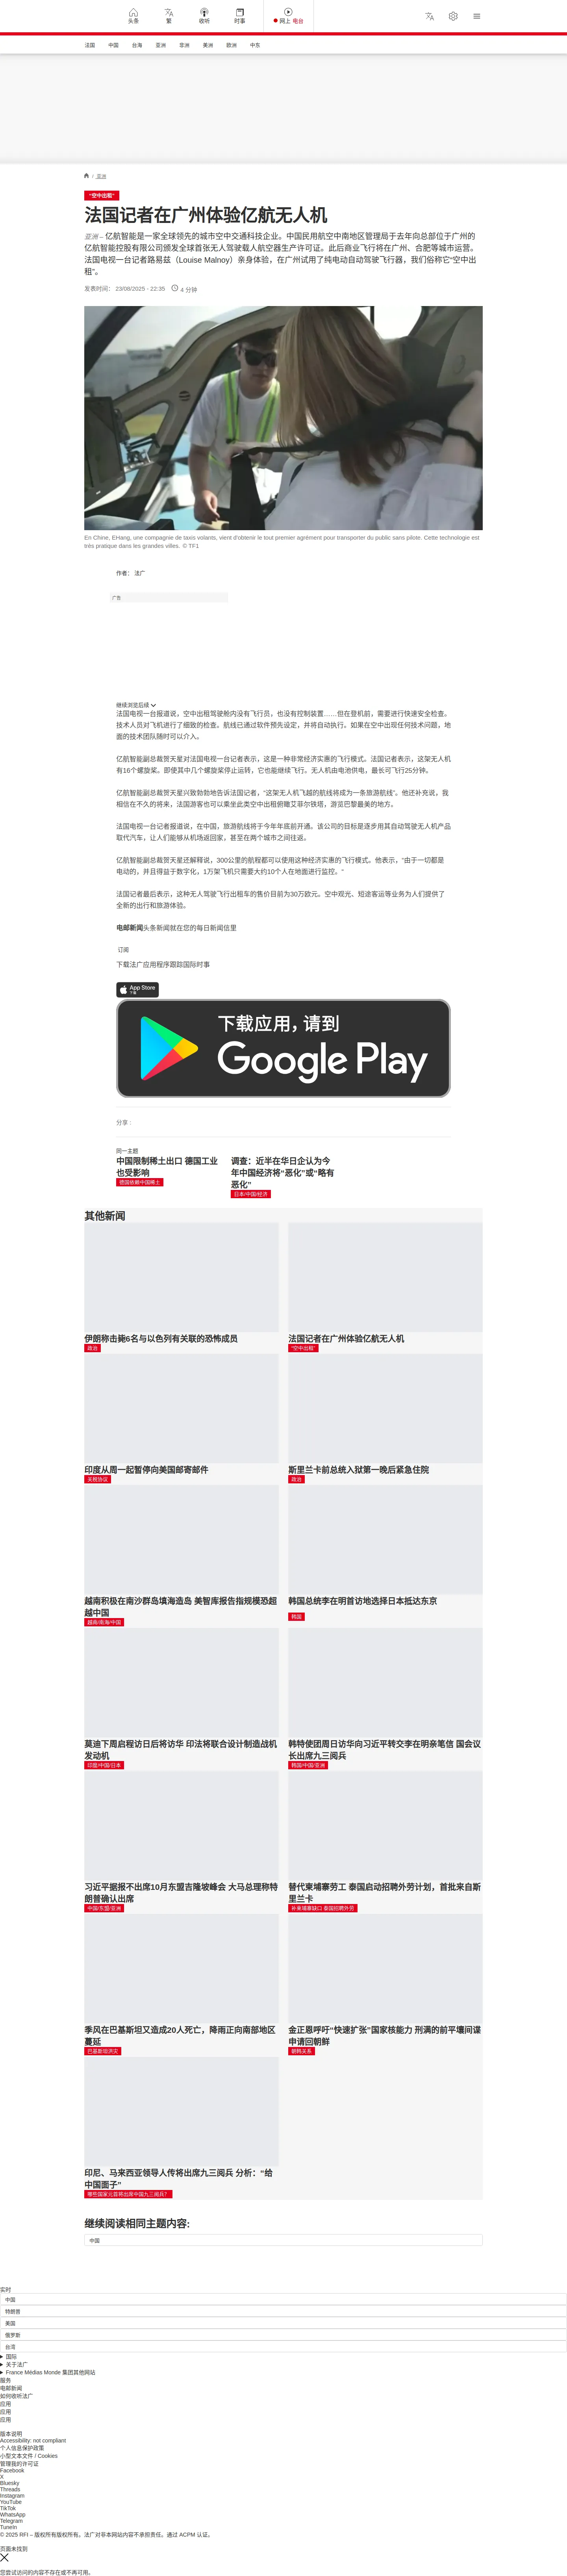 头条
繁
收听
时事
网上 电台
法国 中国 台海 亚洲 非洲 美洲 欧洲 中东
/ 亚洲
“空中出租”
法国记者在广州体验亿航无人机
亚洲 – 亿航智能是一家全球领先的城市空中交通科技企业。中国民用航空中南地区管理局于去年向总部位于广州的
亿航智能控股有限公司颁发全球首张无人驾驶载人航空器生产许可证。此后商业飞行将在广州、合肥等城市运营。
法国电视一台记者路易兹（Louise Malnoy）亲身体验，在广州试用了纯电动自动驾驶飞行器，我们俗称它“空中出
租”。
发表时间： 23/08/2025 - 22:35 4 分钟
En Chine, EHang, une compagnie de taxis volants, vient d'obtenir le tout premier agrément pour transporter du public sans pilote. Cette technologie est
très pratique dans les grandes villes. © TF1
作者： 法广
广告
继续浏览后续
法国电视一台报道说，空中出租驾驶舱内没有飞行员，也没有控制装置……但在登机前，需要进行快速安全检查。
技术人员对飞机进行了细致的检查。航线已通过软件预先设定，并将自动执行。如果在空中出现任何技术问题，地
面的技术团队随时可以介入。
亿航智能副总裁贺天星对法国电视一台记者表示，这是一种非常经济实惠的飞行模式。法国记者表示，这架无人机
有16个螺旋桨。即使其中几个螺旋桨停止运转，它也能继续飞行。无人机由电池供电，最长可飞行25分钟。
亿航智能副总裁贺天星兴致勃勃地告诉法国记者，“这架无人机飞越的航线将成为一条旅游航线”。他还补充说，我
相信在不久的将来，法国游客也可以乘坐此类空中出租俯瞰艾菲尔铁塔，游览巴黎最美的地方。
法国电视一台记者报道说，在中国，旅游航线将于今年年底前开通。该公司的目标是逐步用其自动驾驶无人机产品
取代汽车，让人们能够从机场返回家，甚至在两个城市之间往返。
亿航智能副总裁贺天星还解释说，300公里的航程都可以使用这种经济实惠的飞行模式。他表示，"由于一切都是
电动的，并且得益于数字化，1万架飞机只需要大约10个人在地面进行监控。"
法国记者最后表示，这种无人驾驶飞行出租车的售价目前为30万欧元。空中观光、短途客运等业务为人们提供了
全新的出行和旅游体验。
电邮新闻头条新闻就在您的每日新闻信里
订阅
下载法广应用程序跟踪国际时事
App Store
下载
下载应用，请到
Google Play
分享 :
同一主题
中国限制稀土出口 德国工业
也受影响
德国依赖中国稀土
调查：近半在华日企认为今
年中国经济将“恶化”或“略有
恶化”
日本/中国/经济
其他新闻
伊朗称击毙6名与以色列有关联的恐怖成员
政治
法国记者在广州体验亿航无人机
“空中出租”
印度从周一起暂停向美国邮寄邮件
关税协议
斯里兰卡前总统入狱第一晚后紧急住院
政治
越南积极在南沙群岛填海造岛 美智库报告指规模恐超
越中国
越南/南海/中国
韩国总统李在明首访地选择日本抵达东京
韩国
莫迪下周启程访日后将访华 印法将联合设计制造战机
发动机
印度/中国/日本
韩特使团周日访华向习近平转交李在明亲笔信 国会议
长出席九三阅兵
韩国/中国/亚洲
习近平据报不出席10月东盟吉隆坡峰会 大马总理称特
朗普确认出席
中国/东盟/亚洲
替代柬埔寨劳工 泰国启动招聘外劳计划，首批来自斯
里兰卡
补柬埔寨缺口 泰国招聘外劳
季风在巴基斯坦又造成20人死亡，降雨正向南部地区
蔓延
巴基斯坦洪灾
金正恩呼吁“快速扩张”国家核能力 刑满的前平壤间谍
申请回朝鲜
朝韩关系
印尼、马来西亚领导人传将出席九三阅兵 分析：“给
中国面子”
哪些国家元首将出席中国九三阅兵？
继续阅读相同主题内容:
中国
实时
中国
特朗普
美国
俄罗斯
台湾
国际
关于法广
France Médias Monde 集团其他网站
服务
电邮新闻
如何收听法广
应用
应用
应用
版本说明
Accessibility: not compliant
个人信息保护政策
小型文本文件 / Cookies
管理我的许可证
Facebook
X
Bluesky
Threads
Instagram
YouTube
TikTok
WhatsApp
Telegram
TuneIn
© 2025 RFI – 版权所有版权所有。法广对非本网站内容不承担责任。通过 ACPM 认证。
页面未找到
您尝试访问的内容不存在或不再可用。